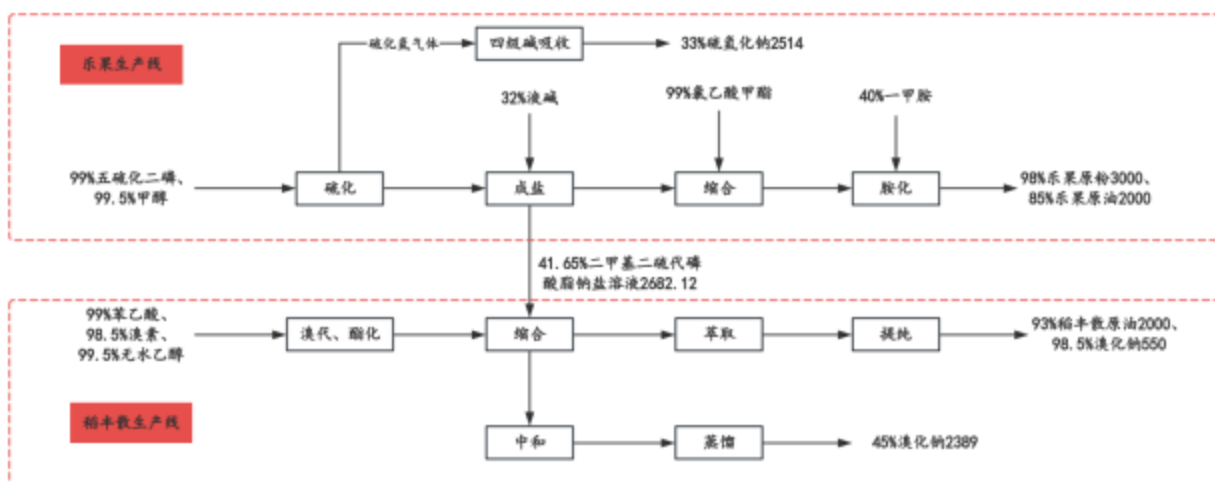 硫化氢气体
四级碱吸收
33%硫氢化钠2514
乐果生产线
32%液碱
99%氯乙酸甲酯
40%一甲胺
99%五硫化二磷、
99.5%甲醇
硫化
成盐
缩合
胺化
98%乐果原粉3000、
85%乐果原油2000
41.65%二甲基二硫代磷
酸脂钠盐溶液2682.12
99%苯乙酸、
98.5%溴素、
99.5%无水乙醇
溴代、酯化
缩合
萃取
提纯
93%稻丰散原油2000、
98.5%溴化钠550
稻丰散生产线
中和
蒸馏
45%溴化钠2389